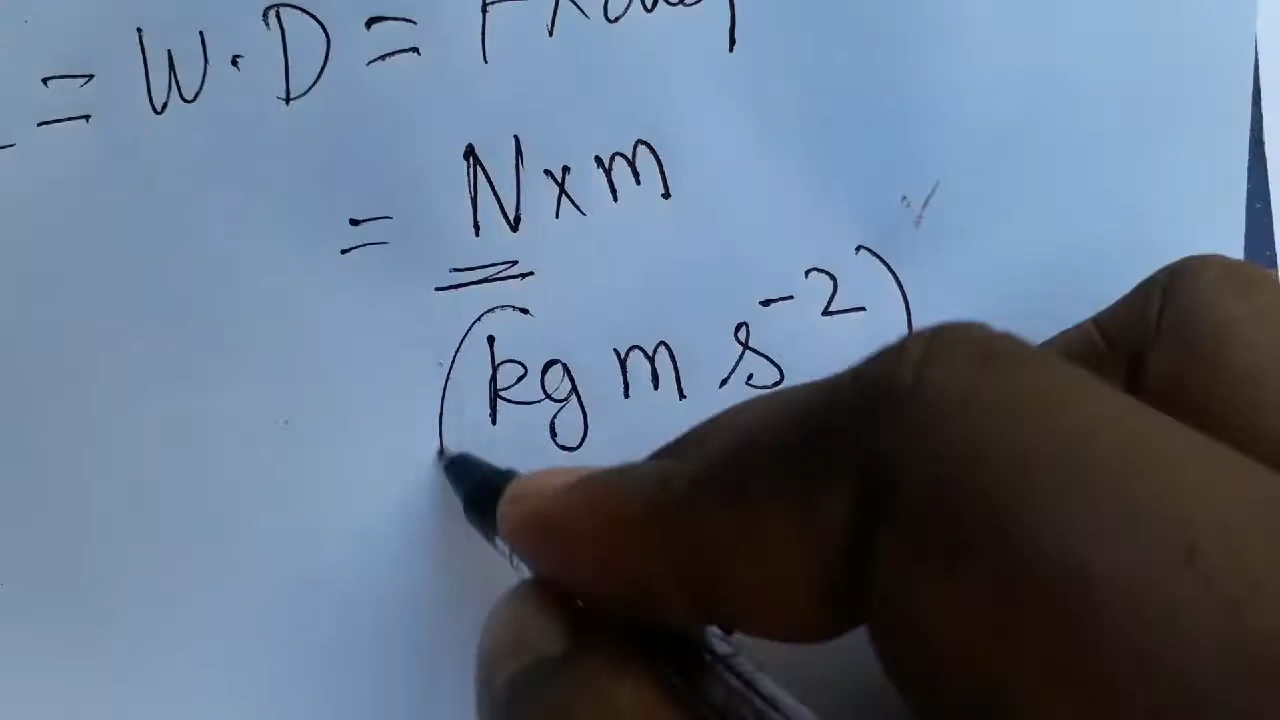 = W.D = F x
= N x m
(kg m s⁻²)